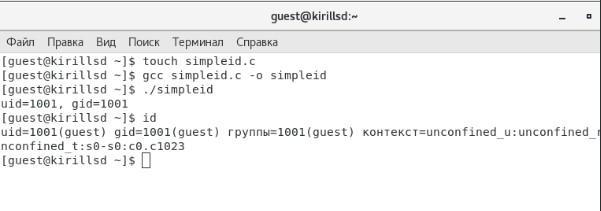 guest@kirillsd:~
Файл Правка Вид Поиск Терминал Справка
[guest@kirillsd ~]$ touch simpleid.c
[guest@kirillsd ~]$ gcc simpleid.c -o simpleid
[guest@kirillsd ~]$ ./simpleid
uid=1001, gid=1001
[guest@kirillsd ~]$ id
uid=1001(guest) gid=1001(guest) группы=1001(guest) контекст=unconfined_u:unconfined_r
nconfined_t:s0-s0:c0.c1023
[guest@kirillsd ~]$